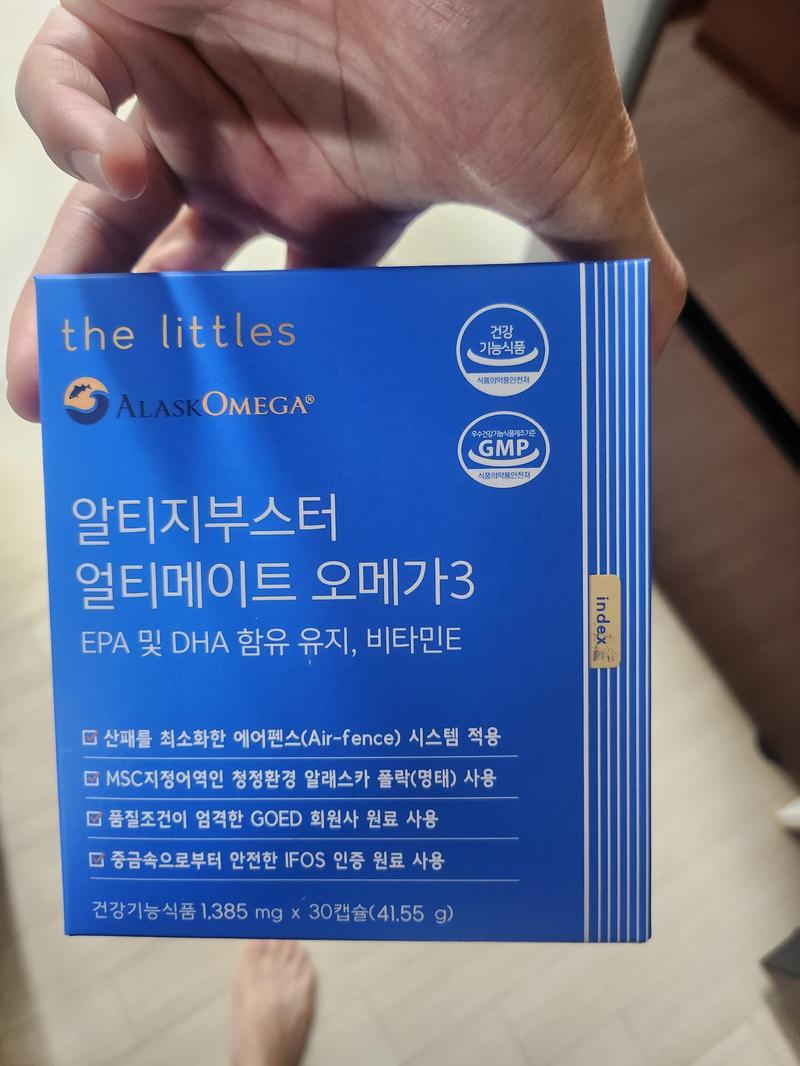 the littles
ALASKOMEGA®
건강
기능식품
식품의약품안전처
우수건강기능식품제조기준
GMP
식품의약품안전처
알티지부스터
얼티메이트 오메가3
EPA 및 DHA 함유 유지, 비타민E
index
산패를 최소화한 에어펜스(Air-fence) 시스템 적용
MSC지정어역인 청정환경 알래스카 폴락(명태) 사용
품질조건이 엄격한 GOED 회원사 원료 사용
중금속으로부터 안전한 IFOS 인증 원료 사용
건강기능식품 1,385 mg x 30캡슐(41.55 g)